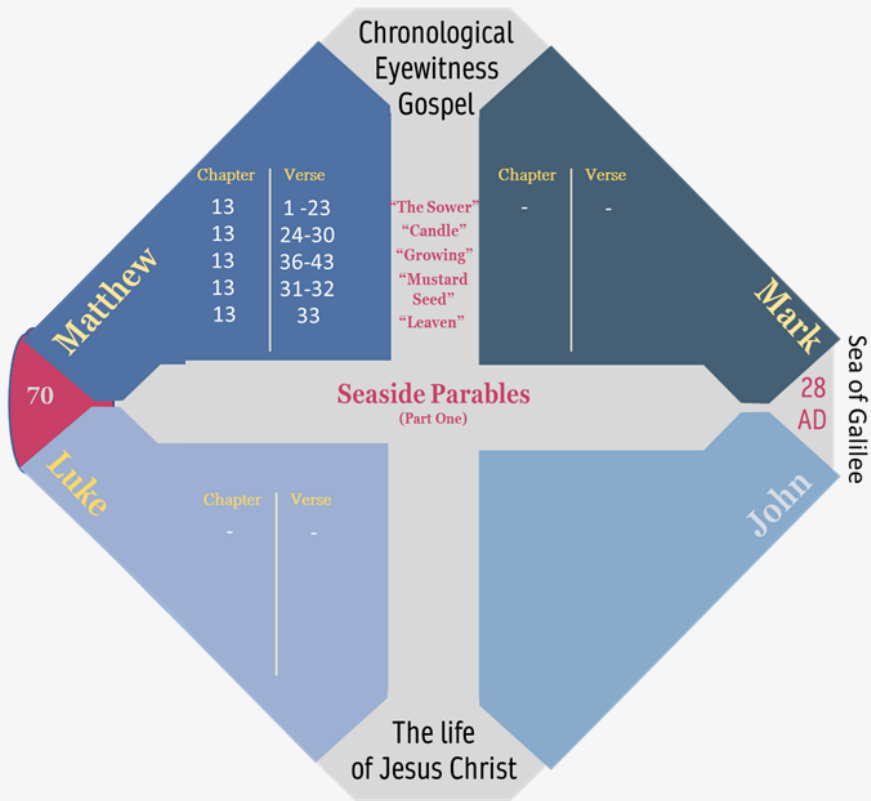 Chronological
Eyewitness
Gospel
Chapter Verse
13 1 -23
13 24-30
13 36-43
13 31-32
13 33
Matthew
“The Sower”
“Candle”
“Growing”
“Mustard
Seed”
“Leaven”
Chapter Verse
- -
Mark
70
Seaside Parables
(Part One)
28
AD
Sea of Galilee
Luke
Chapter Verse
- -
John
The life
of Jesus Christ